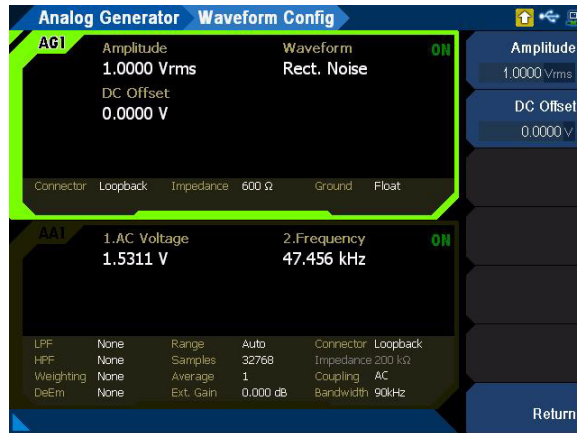 Analog Generator Waveform Config
AG1
Amplitude Waveform ON
1.0000 Vrms Rect. Noise
DC Offset
0.0000 V
Connector Loopback Impedance 600 Ω Ground Float
AA1
1.AC Voltage 2.Frequency ON
1.5311 V 47.456 kHz
LPF None Range Auto Connector Loopback
HPF None Samples 32768 Impedance 200 kΩ
Weighting None Average 1 Coupling AC
DeEm None Ext. Gain 0.000 dB Bandwidth 90kHz
Amplitude
1.0000 Vrms
DC Offset
0.0000 V
Return